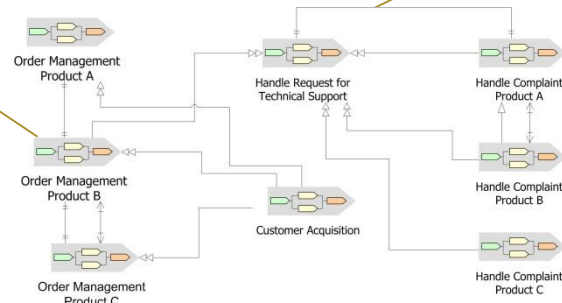 Order Management
Product A
Handle Request for
Technical Support
Handle Complaint
Product A
Order Management
Product B
Handle Complaint
Product B
Customer Acquisition
Order Management
Product C
Handle Complaint
Product C